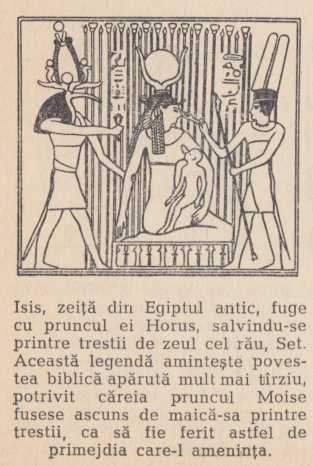 Isis, zeiță din Egiptul antic, fuge
cu pruncul ei Horus, salvîndu-se
printre trestii de zeul cel rău, Set.
Această legendă amintește poves-
tea biblică apărută mult mai tîrziu,
potrivit căreia pruncul Moise
fusese ascuns de maică-sa printre
trestii, ca să fie ferit astfel de
primejdia care-l amenința.